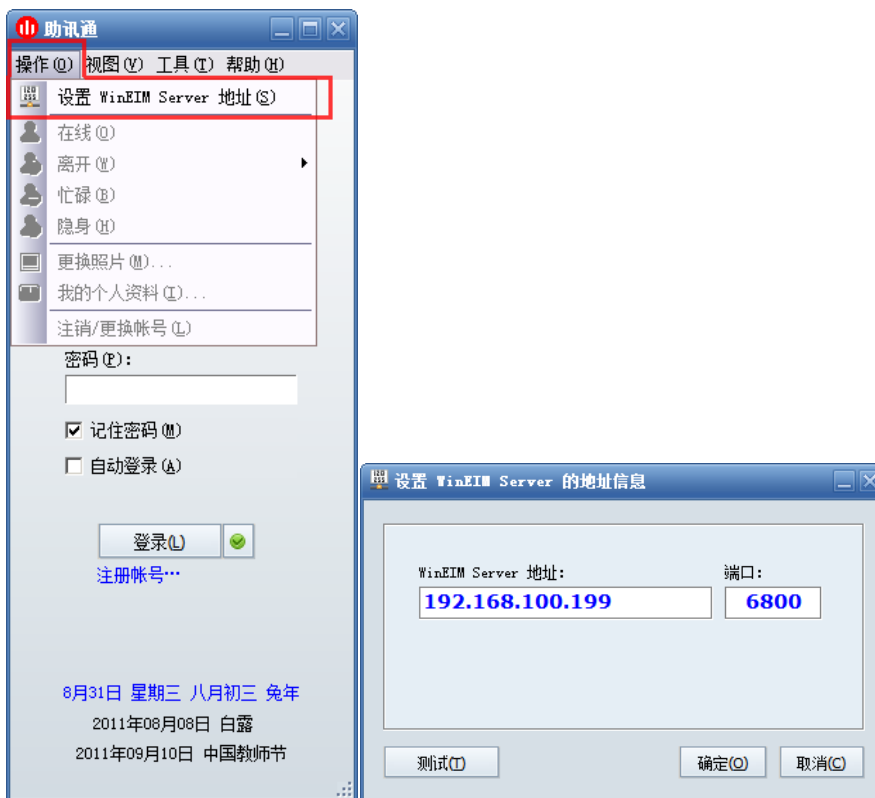 助讯通
操作(O) 视图(V) 工具(T) 帮助(H)
设置 WinEIM Server 地址(S)
在线(O)
离开(W)
忙碌(B)
隐身(H)
更换照片(M)...
我的个人资料(I)...
注销/更换帐号(L)
密码(P):
记住密码(M)
自动登录(A)
登录(L)
注册帐号…
8月31日 星期三 八月初三 兔年
2011年08月08日 白露
2011年09月10日 中国教师节
设置 WinEIM Server 的地址信息
WinEIM Server 地址: 端口:
192.168.100.199 6800
测试(T) 确定(O) 取消(C)